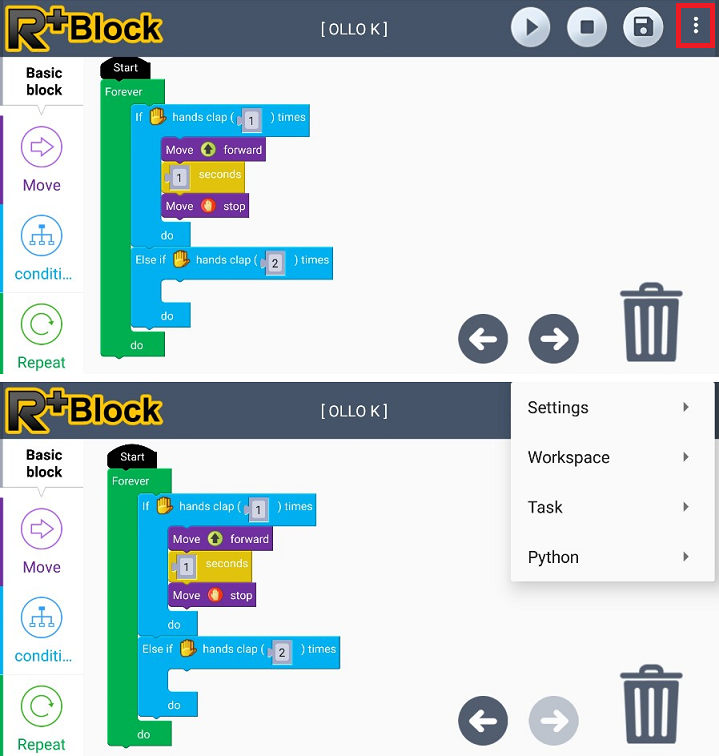 R+Block
[ OLLO K ]
Basic
block
Move
conditi...
Repeat
Start
Forever
If hands clap ( 1 ) times
Move forward
1 seconds
Move stop
do
Else if hands clap ( 2 ) times
do
do
R+Block
[ OLLO K ]
Settings
Workspace
Task
Python
Basic
block
Move
conditi...
Repeat
Start
Forever
If hands clap ( 1 ) times
Move forward
1 seconds
Move stop
do
Else if hands clap ( 2 ) times
do
do